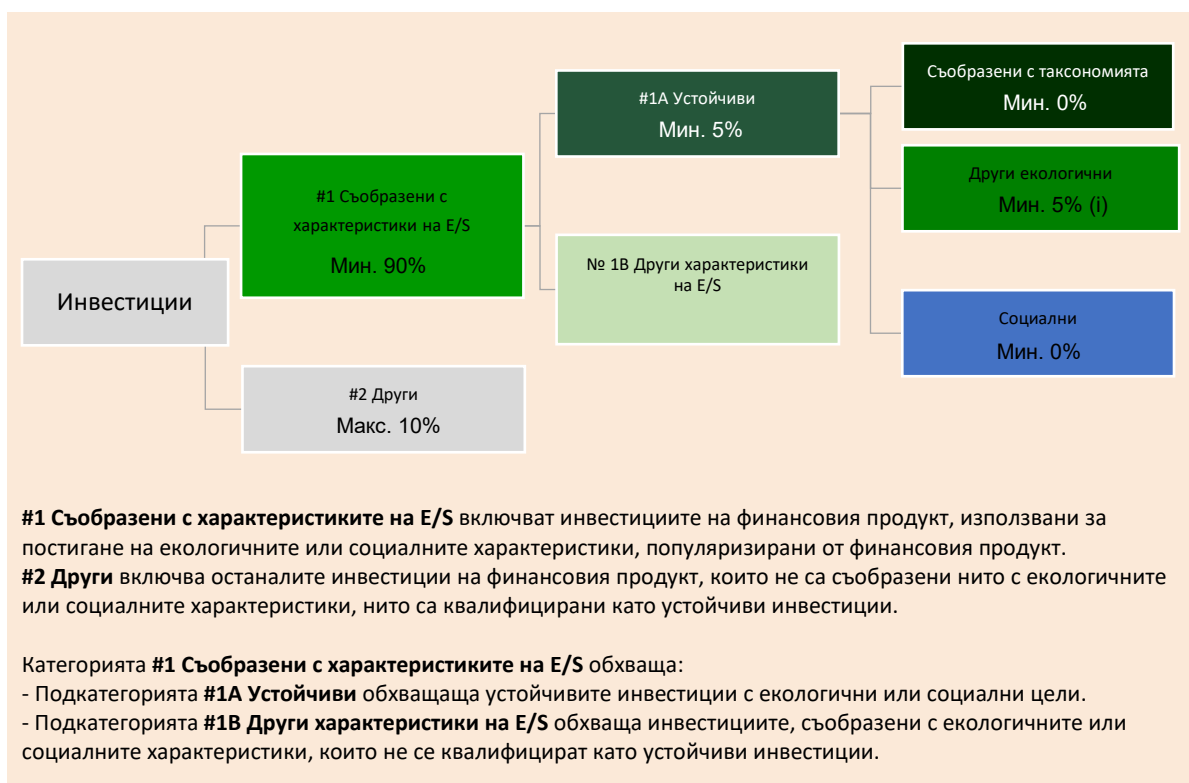 Инвестиции
#1 Съобразени с
характеристики на E/S
Мин. 90%
#2 Други
Макс. 10%
#1A Устойчиви
Мин. 5%
№ 1B Други характеристики
на E/S
Съобразени с таксономията
Мин. 0%
Други екологични
Мин. 5% (i)
Социални
Мин. 0%
#1 Съобразени с характеристиките на E/S включват инвестициите на финансовия продукт, използвани за
постигане на екологичните или социалните характеристики, популяризирани от финансовия продукт.
#2 Други включва останалите инвестиции на финансовия продукт, които не са съобразени нито с екологичните
или социалните характеристики, нито са квалифицирани като устойчиви инвестиции.
Категорията #1 Съобразени с характеристиките на E/S обхваща:
- Подкатегорията #1A Устойчиви обхващаща устойчивите инвестиции с екологични или социални цели.
- Подкатегорията #1B Други характеристики на E/S обхваща инвестициите, съобразени с екологичните или
социалните характеристики, които не се квалифицират като устойчиви инвестиции.